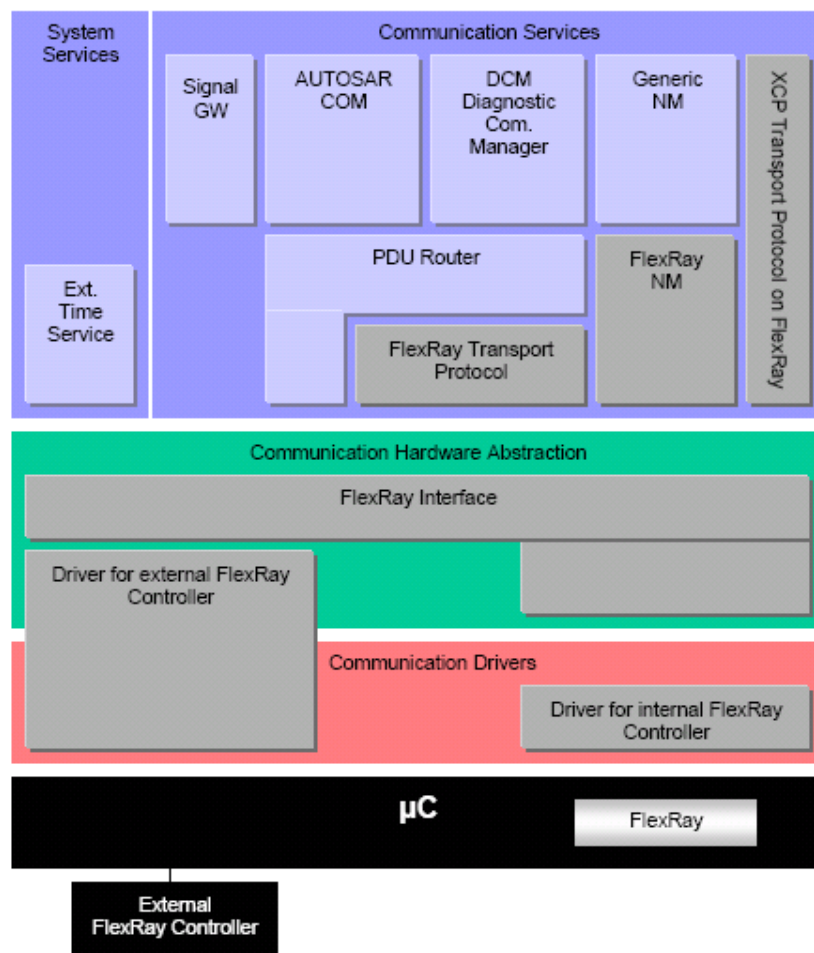 System
Services
Communication Services
Signal
GW
AUTOSAR
COM
DCM
Diagnostic
Com.
Manager
Generic
NM
XCP Transport Protocol on FlexRay
Ext.
Time
Service
PDU Router
FlexRay
NM
FlexRay Transport
Protocol
Communication Hardware Abstraction
FlexRay Interface
Driver for external FlexRay
Controller
Communication Drivers
Driver for internal FlexRay
Controller
µC
FlexRay
External
FlexRay Controller